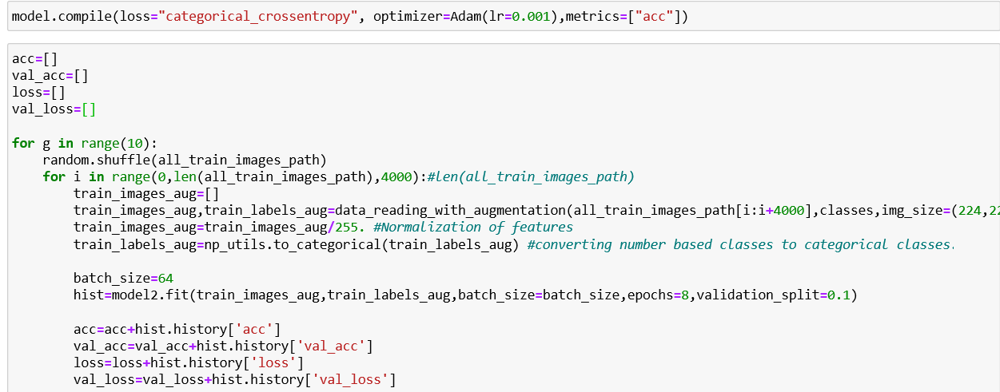 model.compile(loss="categorical_crossentropy", optimizer=Adam(lr=0.001),metrics=["acc"])
acc=[]
val_acc=[]
loss=[]
val_loss=[]
for g in range(10):
    random.shuffle(all_train_images_path)
    for i in range(0,len(all_train_images_path),4000):#len(all_train_images_path)
        train_images_aug=[]
        train_images_aug,train_labels_aug=data_reading_with_augmentation(all_train_images_path[i:i+4000],classes,img_size=(224,22
        train_images_aug=train_images_aug/255. #Normalization of features
        train_labels_aug=np_utils.to_categorical(train_labels_aug) #converting number based classes to categorical classes.
        batch_size=64
        hist=model2.fit(train_images_aug,train_labels_aug,batch_size=batch_size,epochs=8,validation_split=0.1)
        acc=acc+hist.history['acc']
        val_acc=val_acc+hist.history['val_acc']
        loss=loss+hist.history['loss']
        val_loss=val_loss+hist.history['val_loss']